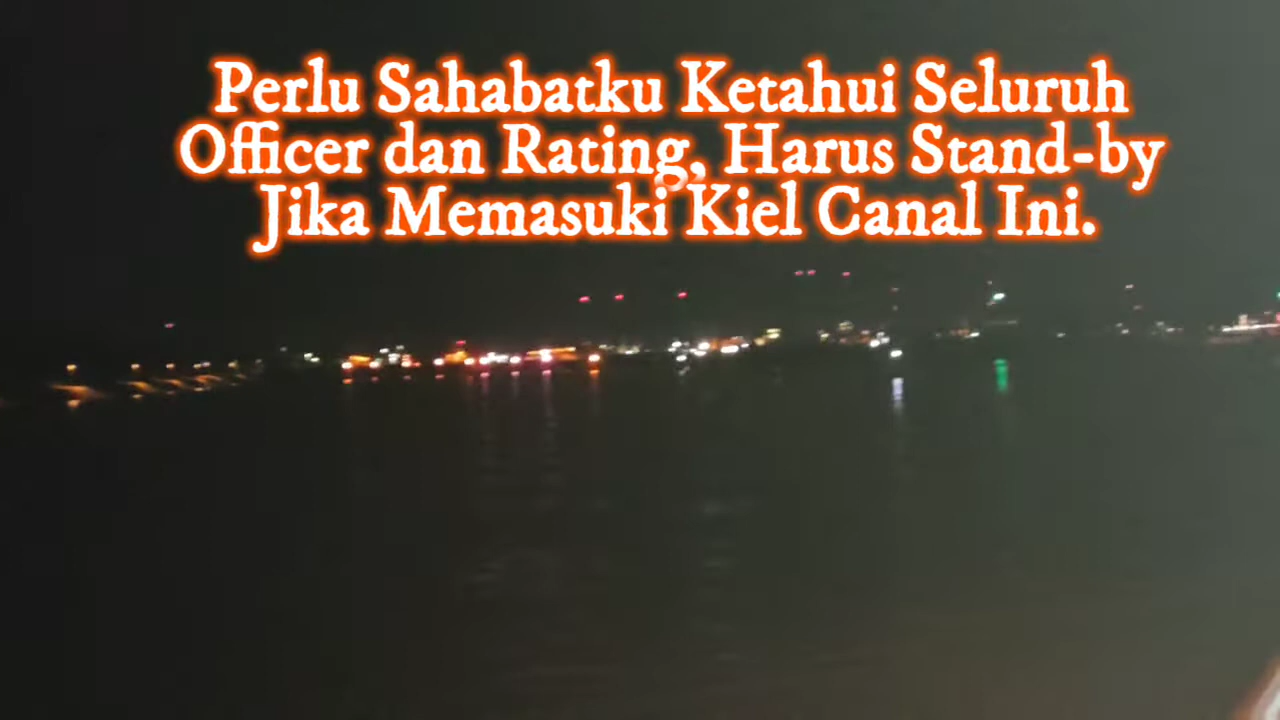 Perlu Sahabatku Ketahui Seluruh
Officer dan Rating, Harus Stand-by
Jika Memasuki Kiel Canal Ini.